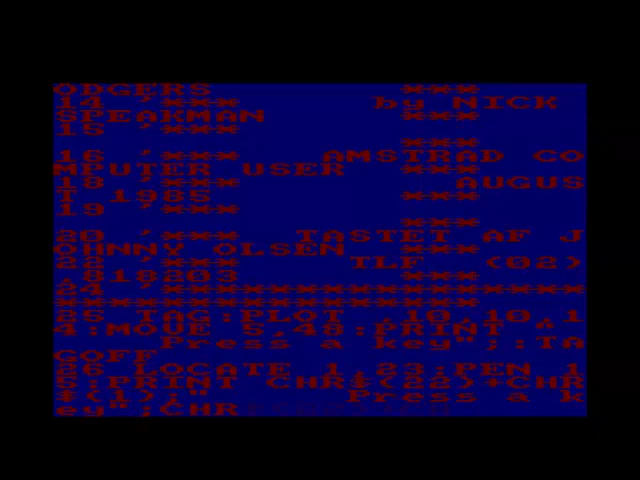 ODGERS               ***
14 '***          by NICK
SPEAKMAN          ***
15 '***
***
16 '***      AMSTRAD CO
MPUTER USER    ***
18 '***             AUGUS
T 1985              ***
19 '***
***
20 '***    TASTET AF J
OHNNY OLSEN    ***
22 '***        TLF  (02)
.818203            ***
24 '********************
****************
25 TAG:PLOT ,10,10,1
4:MOVE 5,48:PRINT "
Press a key";:TA
GOFF
26 LOCATE 1,23:PEN 1
5:PRINT CHR$(22)+CHR
$(1);"          Press a k
ey";CHR